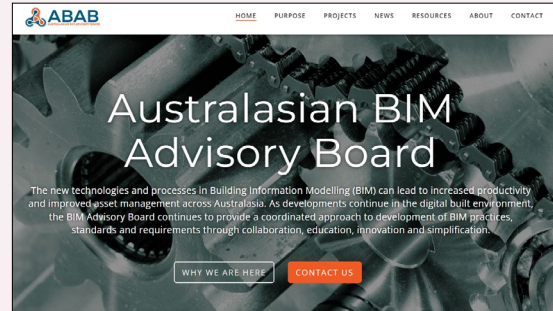 ABAB
HOME PURPOSE PROJECTS NEWS RESOURCES ABOUT CONTACT
Australasian BIM
Advisory Board
The new technologies and processes in Building Information Modelling (BIM) can lead to increased productivity
and improved asset management across Australasia. As developments continue in the digital built environment,
the BIM Advisory Board continues to provide a coordinated approach to development of BIM practices,
standards and requirements through collaboration, education, innovation and simplification.
WHY WE ARE HERE CONTACT US